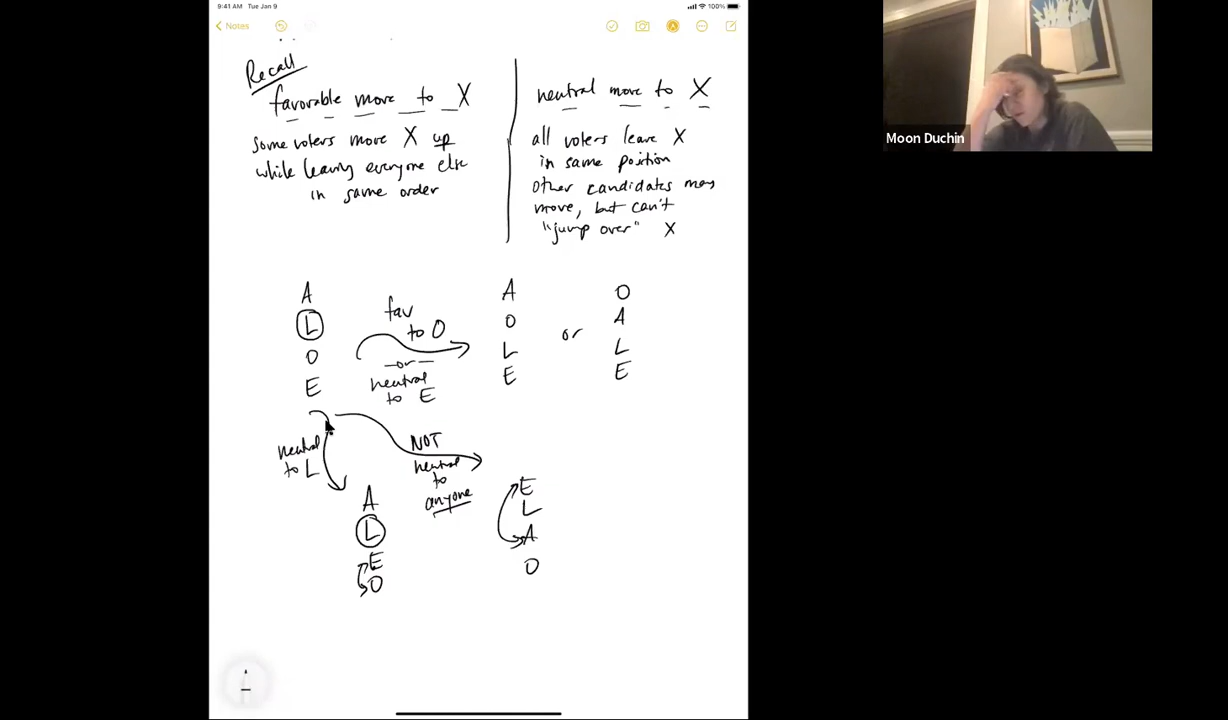 9:41 AM Tue Jan 9
100%
Notes
Recall
favorable move to X
some voters move X up
while leaving everyone else
in same order
neutral move to X
all voters leave X
in same position
other candidates may
move, but can't
"jump over" X
A
L
O
E
fav
to O
—or—
neutral
to E
A
O
L
E
or
O
A
L
E
neutral
to L
A
L
E
O
NOT
neutral
to
anyone
E
L
A
O
Moon Duchin